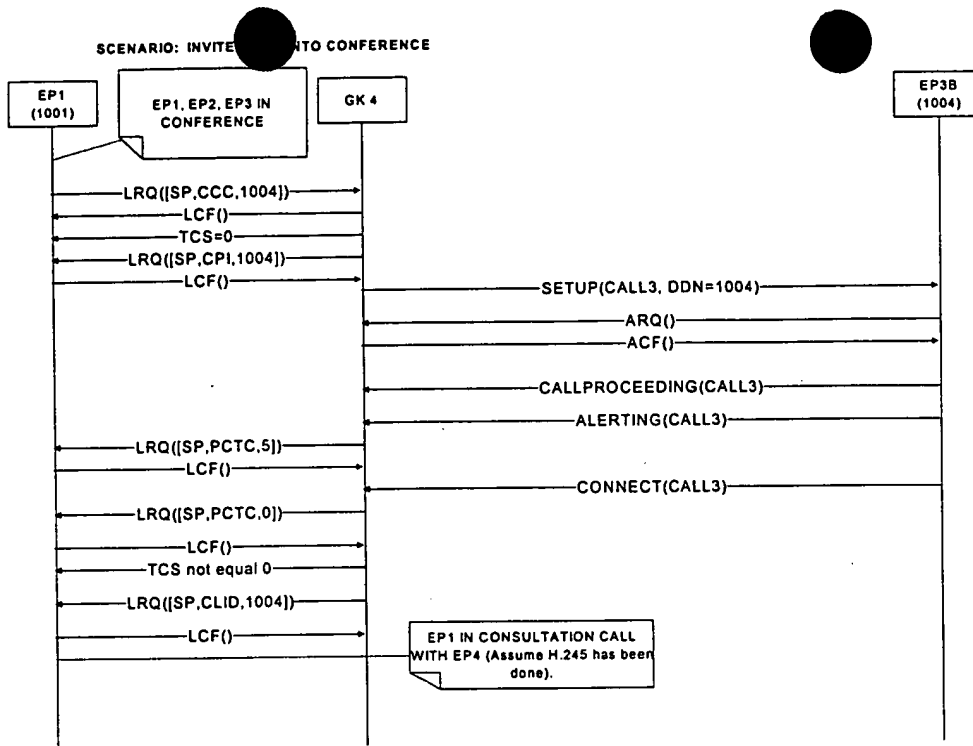 SCENARIO: INVITE NTO CONFERENCE
EP1
(1001)
EP1, EP2, EP3 IN
CONFERENCE
GK 4
EP3B
(1004)
LRQ([SP,CCC,1004])
LCF()
TCS=0
LRQ([SP,CPI,1004])
LCF()
SETUP(CALL3, DDN=1004)
ARQ()
ACF()
CALLPROCEEDING(CALL3)
ALERTING(CALL3)
LRQ([SP,PCTC,5])
LCF()
CONNECT(CALL3)
LRQ([SP,PCTC,0])
LCF()
TCS not equal 0
LRQ([SP,CLID,1004])
LCF()
EP1 IN CONSULTATION CALL
WITH EP4 (Assume H.245 has been
done).